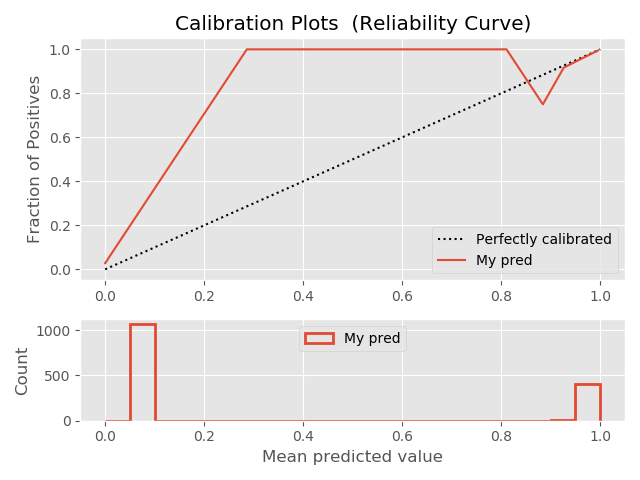 Calibration Plots  (Reliability Curve)
Fraction of Positives
1.0
0.8
0.6
0.4
0.2
0.0
Perfectly calibrated
My pred
0.0 0.2 0.4 0.6 0.8 1.0
Count
1000
500
0
My pred
0.0 0.2 0.4 0.6 0.8 1.0
Mean predicted value